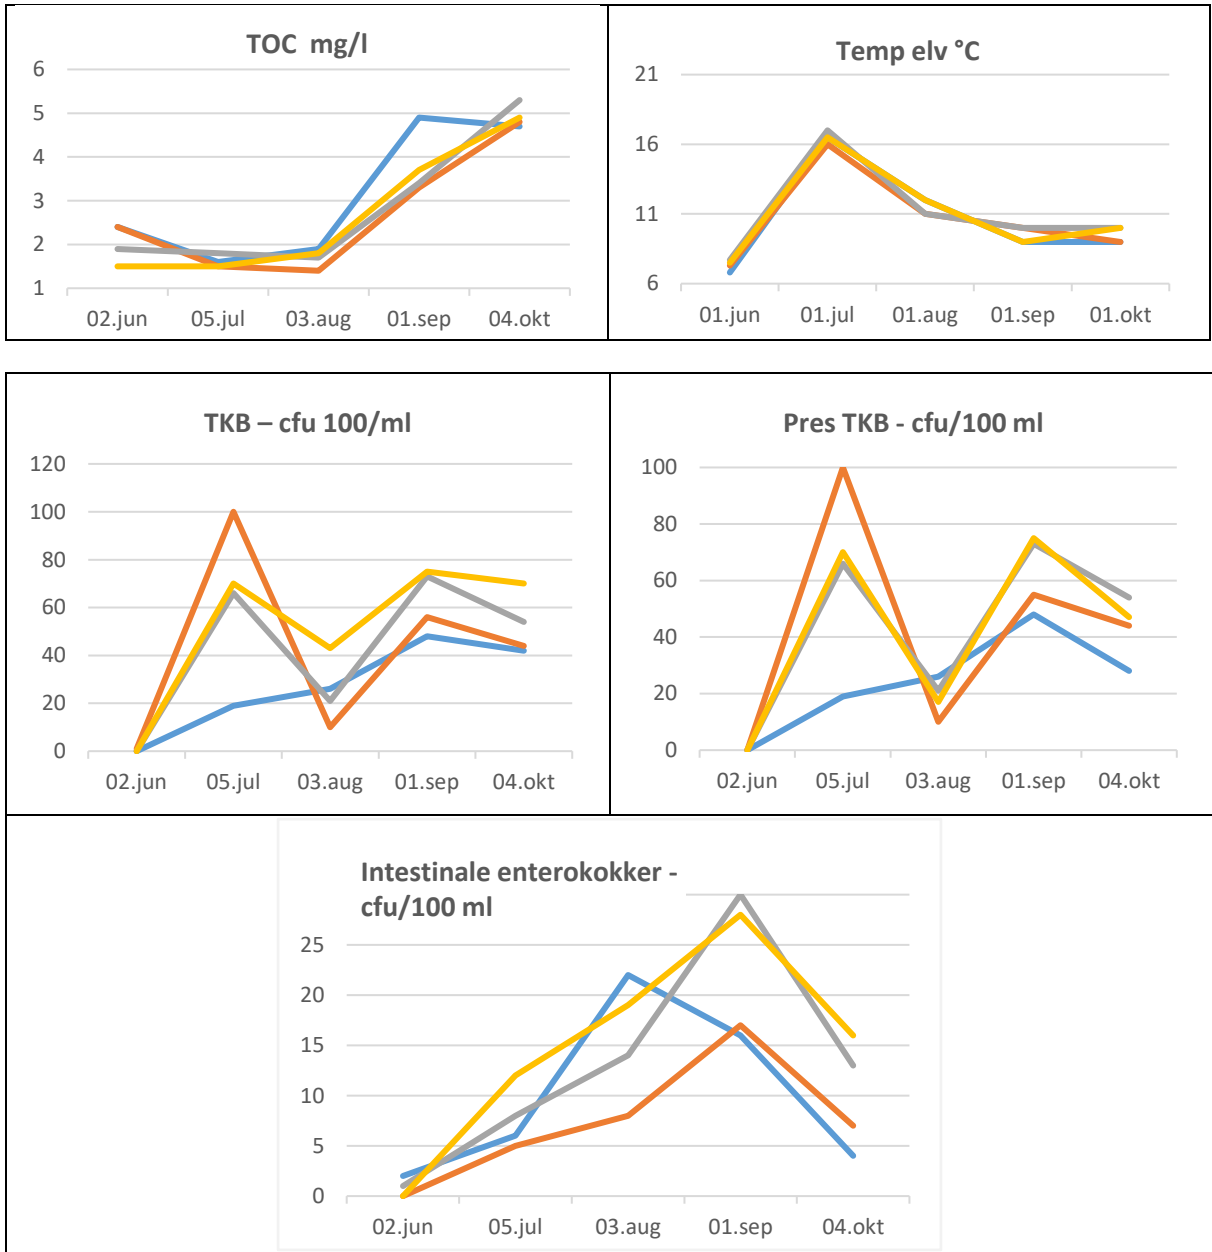 TOC mg/l
6
5
4
3
2
1
02.jun 05.jul 03.aug 01.sep 04.okt
Temp elv °C
21
16
11
6
01.jun 01.jul 01.aug 01.sep 01.okt
TKB – cfu 100/ml
120
100
80
60
40
20
0
02.jun 05.jul 03.aug 01.sep 04.okt
Pres TKB - cfu/100 ml
100
80
60
40
20
0
02.jun 05.jul 03.aug 01.sep 04.okt
Intestinale enterokokker -
cfu/100 ml
25
20
15
10
5
0
02.jun 05.jul 03.aug 01.sep 04.okt